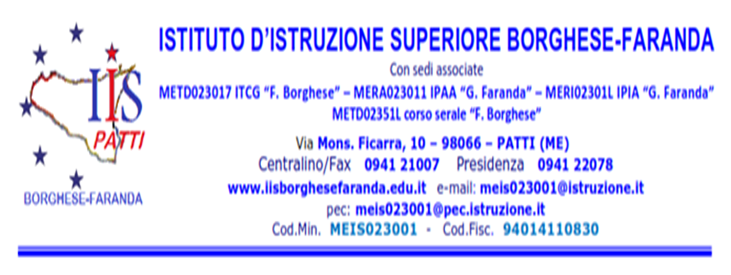 ISTITUTO D'ISTRUZIONE SUPERIORE BORGHESE-FARANDA
Con sedi associate
METD023017 ITCG "F. Borghese" – MERA023011 IPAA "G. Faranda" – MERI02301L IPIA "G. Faranda"
METD02351L corso serale "F. Borghese"
Via Mons. Ficarra, 10 – 98066 – PATTI (ME)
Centralino/Fax 0941 21007 Presidenza 0941 22078
www.iisborghesefaranda.edu.it e-mail: meis023001@istruzione.it
pec: meis023001@pec.istruzione.it
Cod.Min. MEIS023001 - Cod.Fisc. 94014110830
IIS
PATTI
BORGHESE-FARANDA